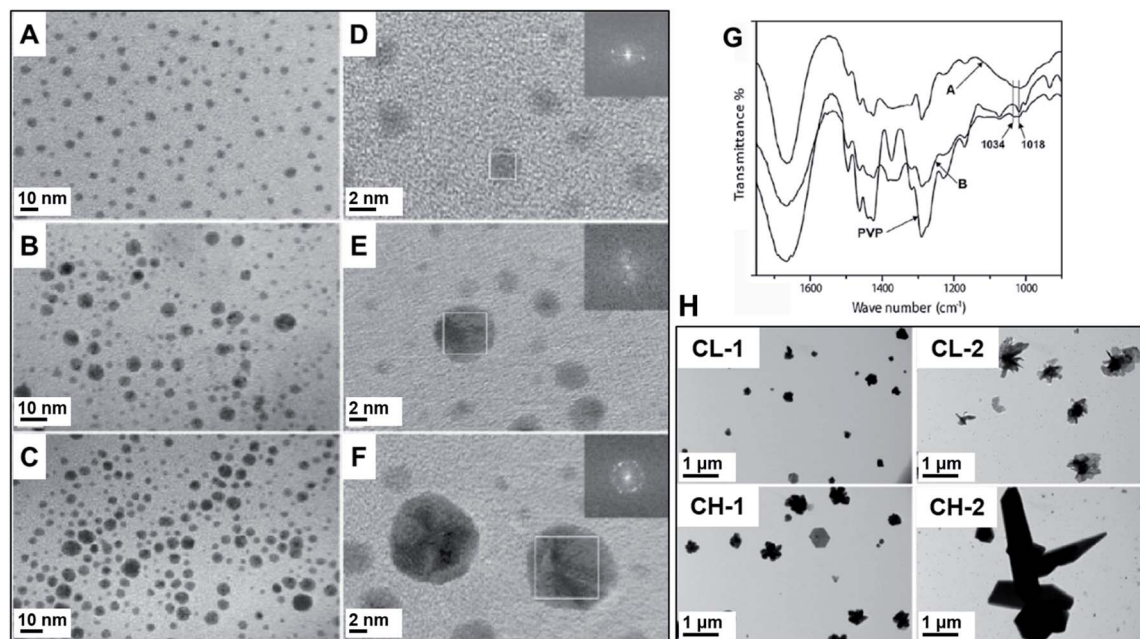 A
10 nm
B
10 nm
C
10 nm
D
2 nm
E
2 nm
F
2 nm
G
Transmittance %
A
B
PVP
1034
1018
1600
1400
1200
1000
Wave number (cm⁻¹)
H
CL-1
1 µm
CL-2
1 µm
CH-1
1 µm
CH-2
1 µm